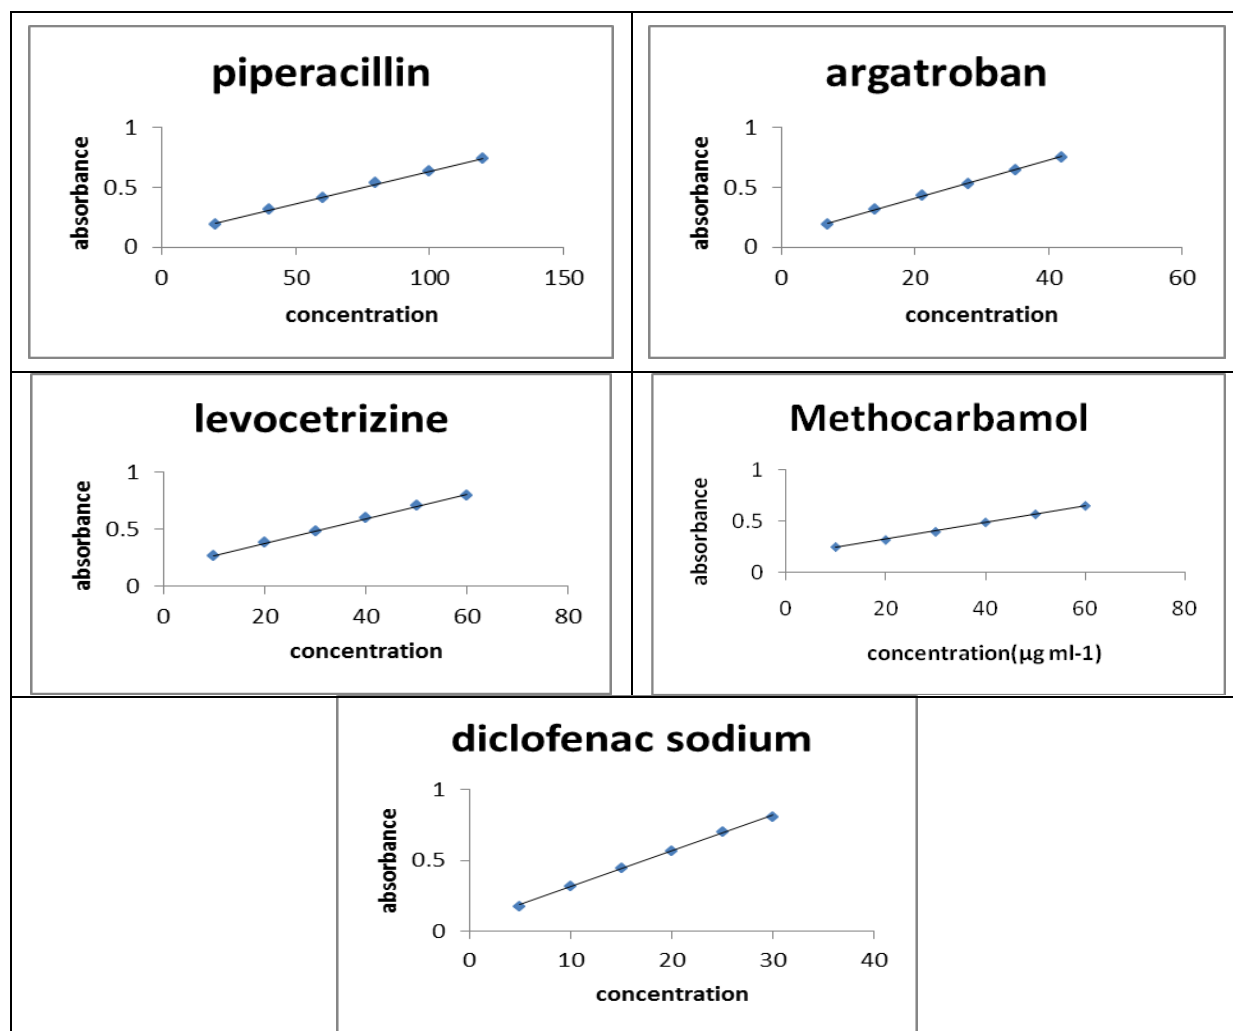 piperacillin
absorbance
1
0.5
0
0 50 100 150
concentration
argatroban
absorbance
1
0.5
0
0 20 40 60
concentration
levocetrizine
absorbance
1
0.5
0
0 20 40 60 80
concentration
Methocarbamol
absorbance
1
0.5
0
0 20 40 60 80
concentration(µg ml-1)
diclofenac sodium
absorbance
1
0.5
0
0 10 20 30 40
concentration